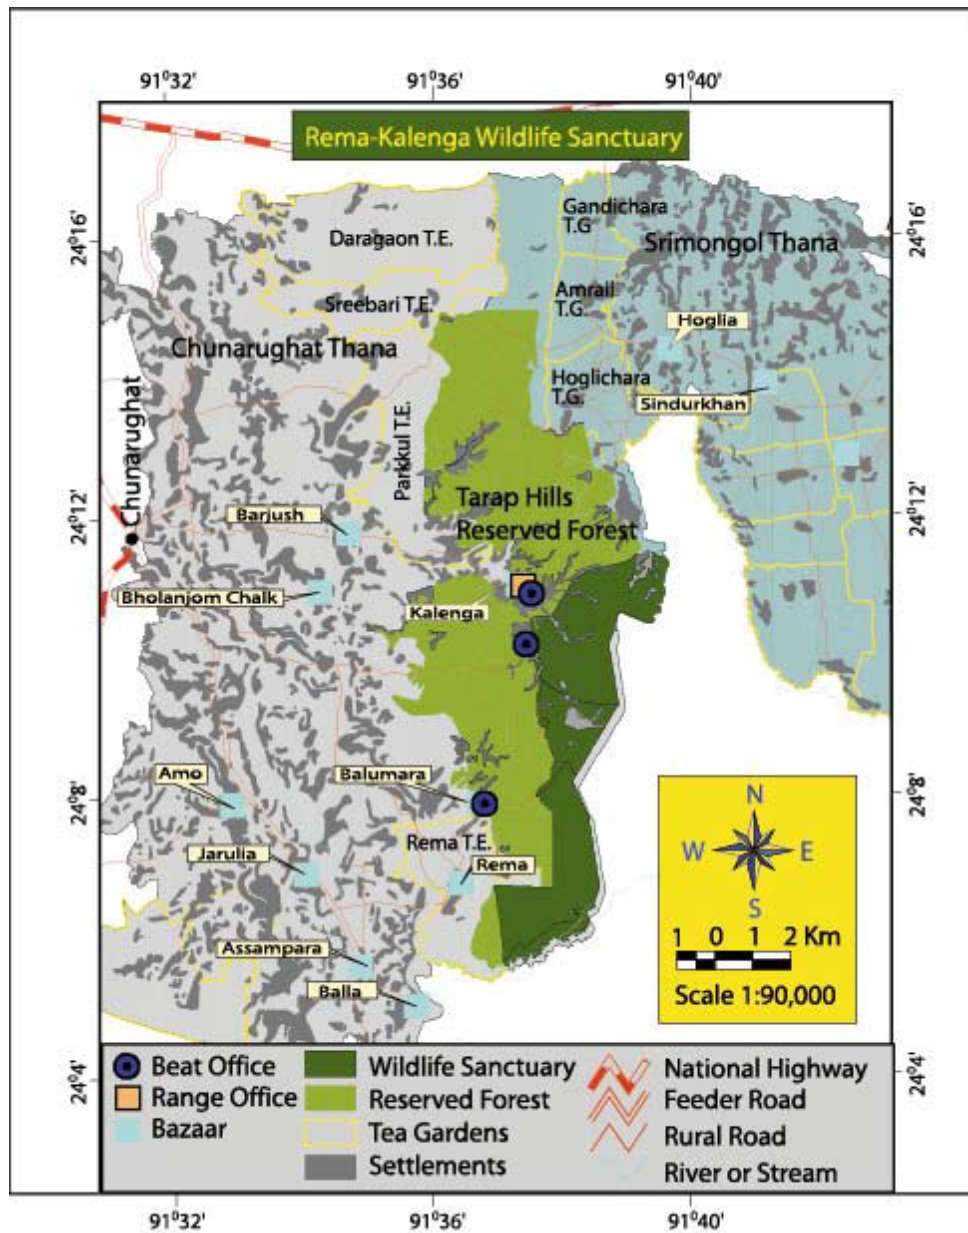 91⁰32'
91⁰36'
91⁰40'
Rema-Kalenga Wildlife Sanctuary
24⁰16'
24⁰16'
Gandichara
T.G
Daragaon T.E.
Srimongol Thana
Amrail
T.G.
Sreebari T.E.
Hoglia
Chunarughat Thana
Hoglichara
T.G.
Sindurkhan
Chunarughat
Parkkul T.E.
Tarap Hills
Reserved Forest
24⁰12'
24⁰12'
Barjush
Bholanjom Chalk
Kalenga
Amo
Balumara
24⁰8'
24⁰8'
Rema T.E.
Rema
Jarulia
Assampara
Balla
N
W
E
S
1 0 1 2 Km
Scale 1:90,000
24⁰4'
24⁰4'
Beat Office
Range Office
Bazaar
Wildlife Sanctuary
Reserved Forest
Tea Gardens
Settlements
National Highway
Feeder Road
Rural Road
River or Stream
91⁰32'
91⁰36'
91⁰40'